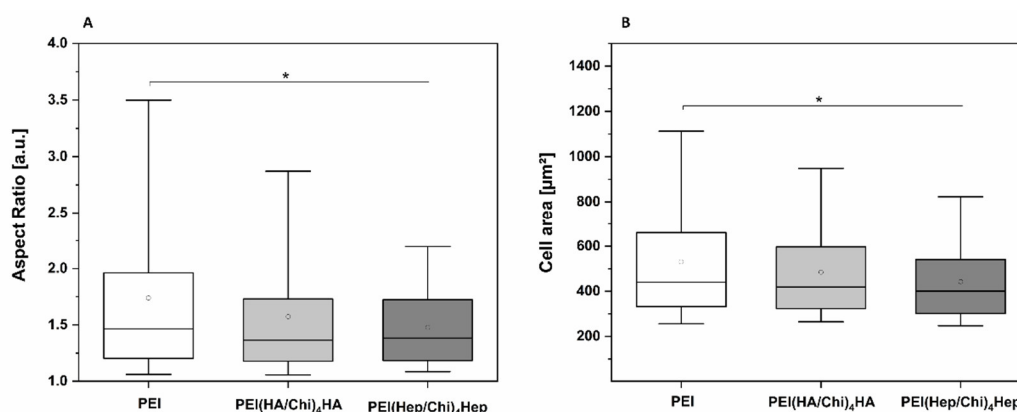 A
Aspect Ratio [a.u.]
4.0
3.5
3.0
2.5
2.0
1.5
1.0
*
PEI
PEI(HA/Chi)₄HA
PEI(Hep/Chi)₄Hep
B
Cell area [µm²]
1400
1200
1000
800
600
400
200
*
PEI
PEI(HA/Chi)₄HA
PEI(Hep/Chi)₄Hep